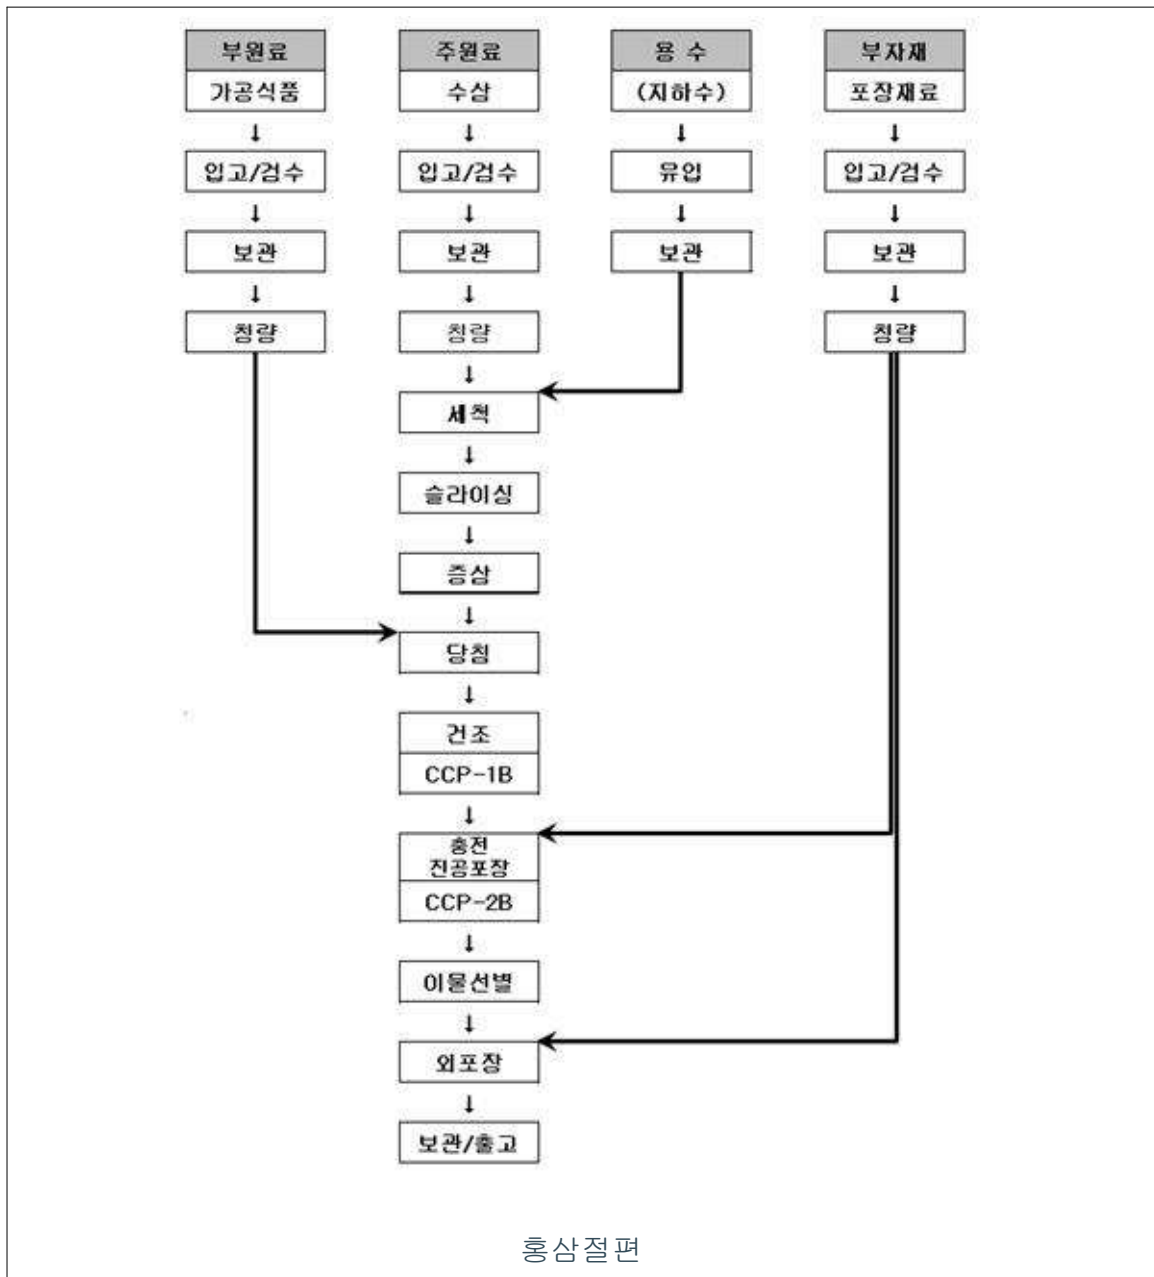 부원료
가공식품
입고/검수
보관
칭량
주원료
수삼
입고/검수
보관
칭량
세척
슬라이싱
증삼
당침
건조
CCP-1B
충전
진공포장
CCP-2B
이물선별
외포장
보관/출고
용 수
(지하수)
유입
보관
부자재
포장재료
입고/검수
보관
칭량
홍삼절편